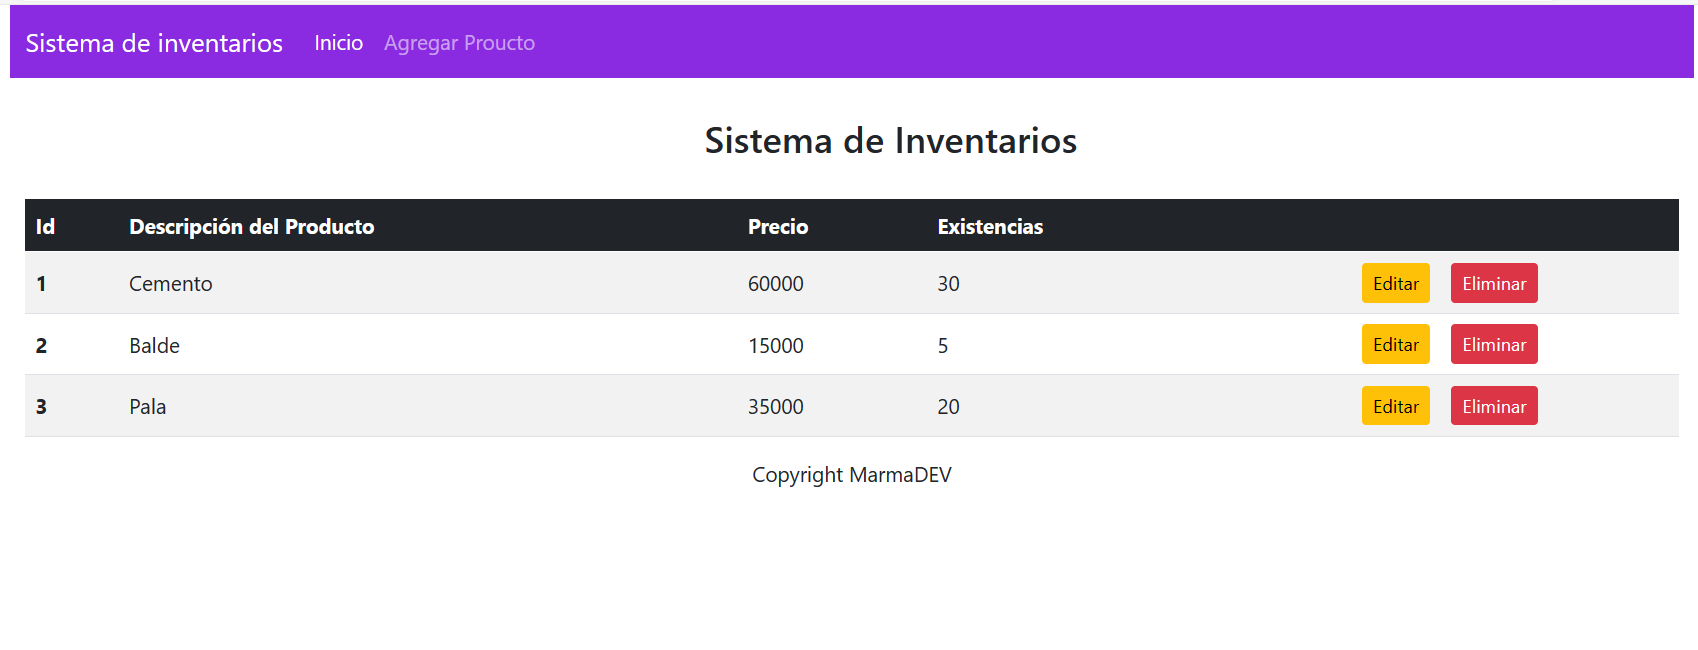 Sistema de inventarios Inicio Agregar Proucto
Sistema de Inventarios
Id Descripción del Producto Precio Existencias
1 Cemento 60000 30 Editar Eliminar
2 Balde 15000 5 Editar Eliminar
3 Pala 35000 20 Editar Eliminar
Copyright MarmaDEV